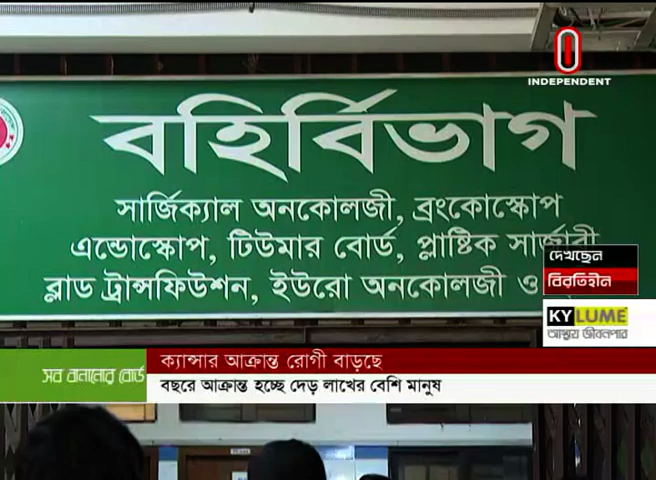 INDEPENDENT
বহির্বিভাগ
সার্জিক্যাল অনকোলজী, ব্রংকোস্কোপ
এন্ডোস্কোপ, টিউমার বোর্ড, প্লাষ্টিক সার্জারী
ব্লাড ট্রান্সফিউশন, ইউরো অনকোলজী ও
দেখছেন
বিরতিহীন
KYLUME
আস্থায় জীবনপার
সব বানানোর বোর্ড
ক্যান্সার আক্রান্ত রোগী বাড়ছে
বছরে আক্রান্ত হচ্ছে দেড় লাখের বেশি মানুষ